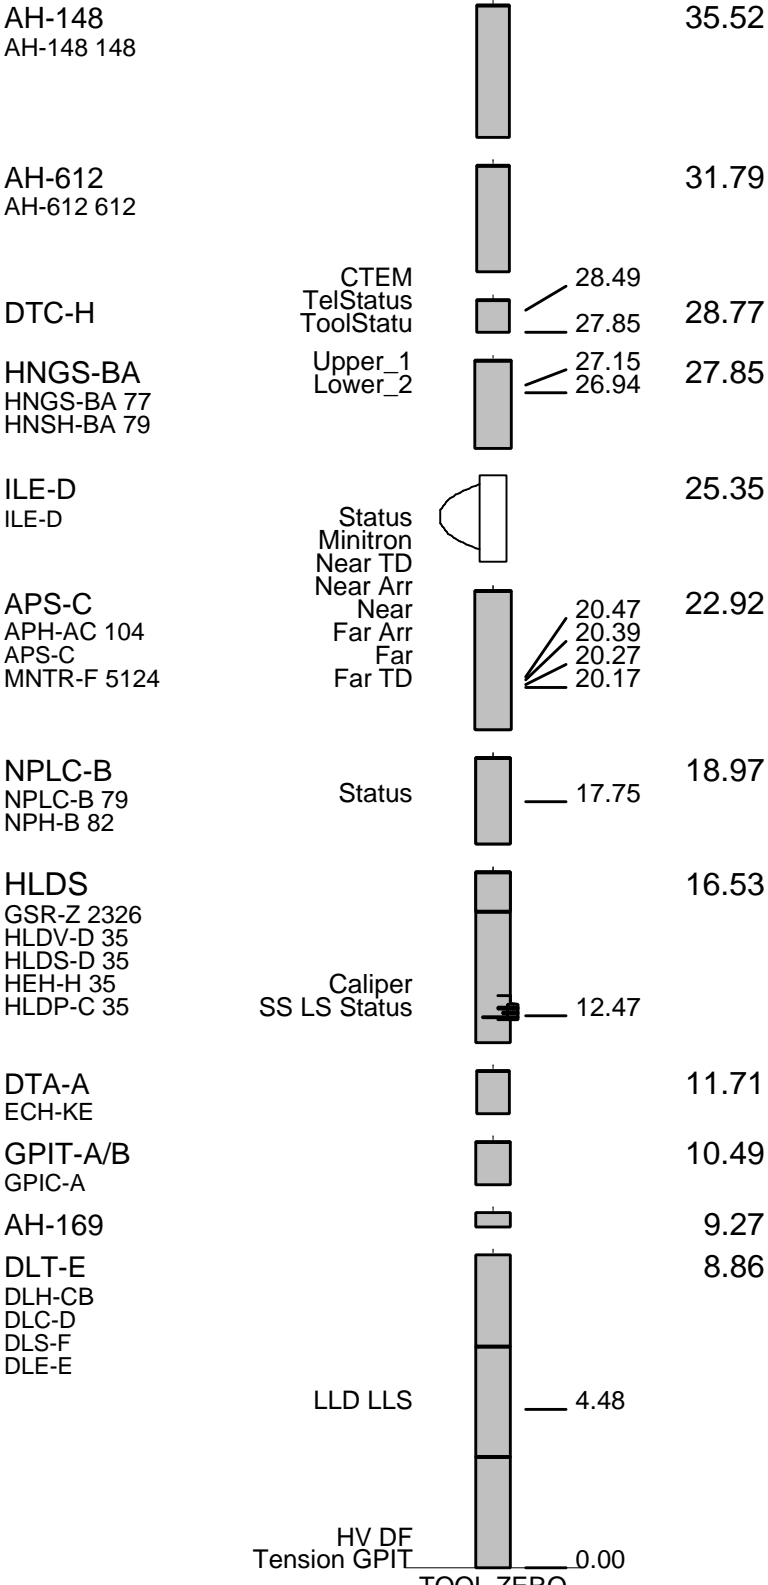 AH-148 35.52
AH-148 148
AH-612 31.79
AH-612 612
CTEM 28.49
TelStatus
DTC-H ToolStatu 27.85 28.77
Upper_1 27.15
HNGS-BA Lower_2 26.94 27.85
HNGS-BA 77
HNSH-BA 79
ILE-D 25.35
ILE-D Status
Minitron
Near TD
Near Arr
APS-C Near 20.47 22.92
APH-AC 104 Far Arr 20.39
APS-C Far 20.27
MNTR-F 5124 Far TD 20.17
NPLC-B 18.97
NPLC-B 79 Status 17.75
NPH-B 82
HLDS 16.53
GSR-Z 2326
HLDV-D 35
HLDS-D 35
HEH-H 35 Caliper
HLDP-C 35 SS LS Status 12.47
DTA-A 11.71
ECH-KE
GPIT-A/B 10.49
GPIC-A
AH-169 9.27
DLT-E 8.86
DLH-CB
DLC-D
DLS-F
DLE-E
LLD LLS 4.48
HV DF
Tension GPIT 0.00
TOOL ZERO